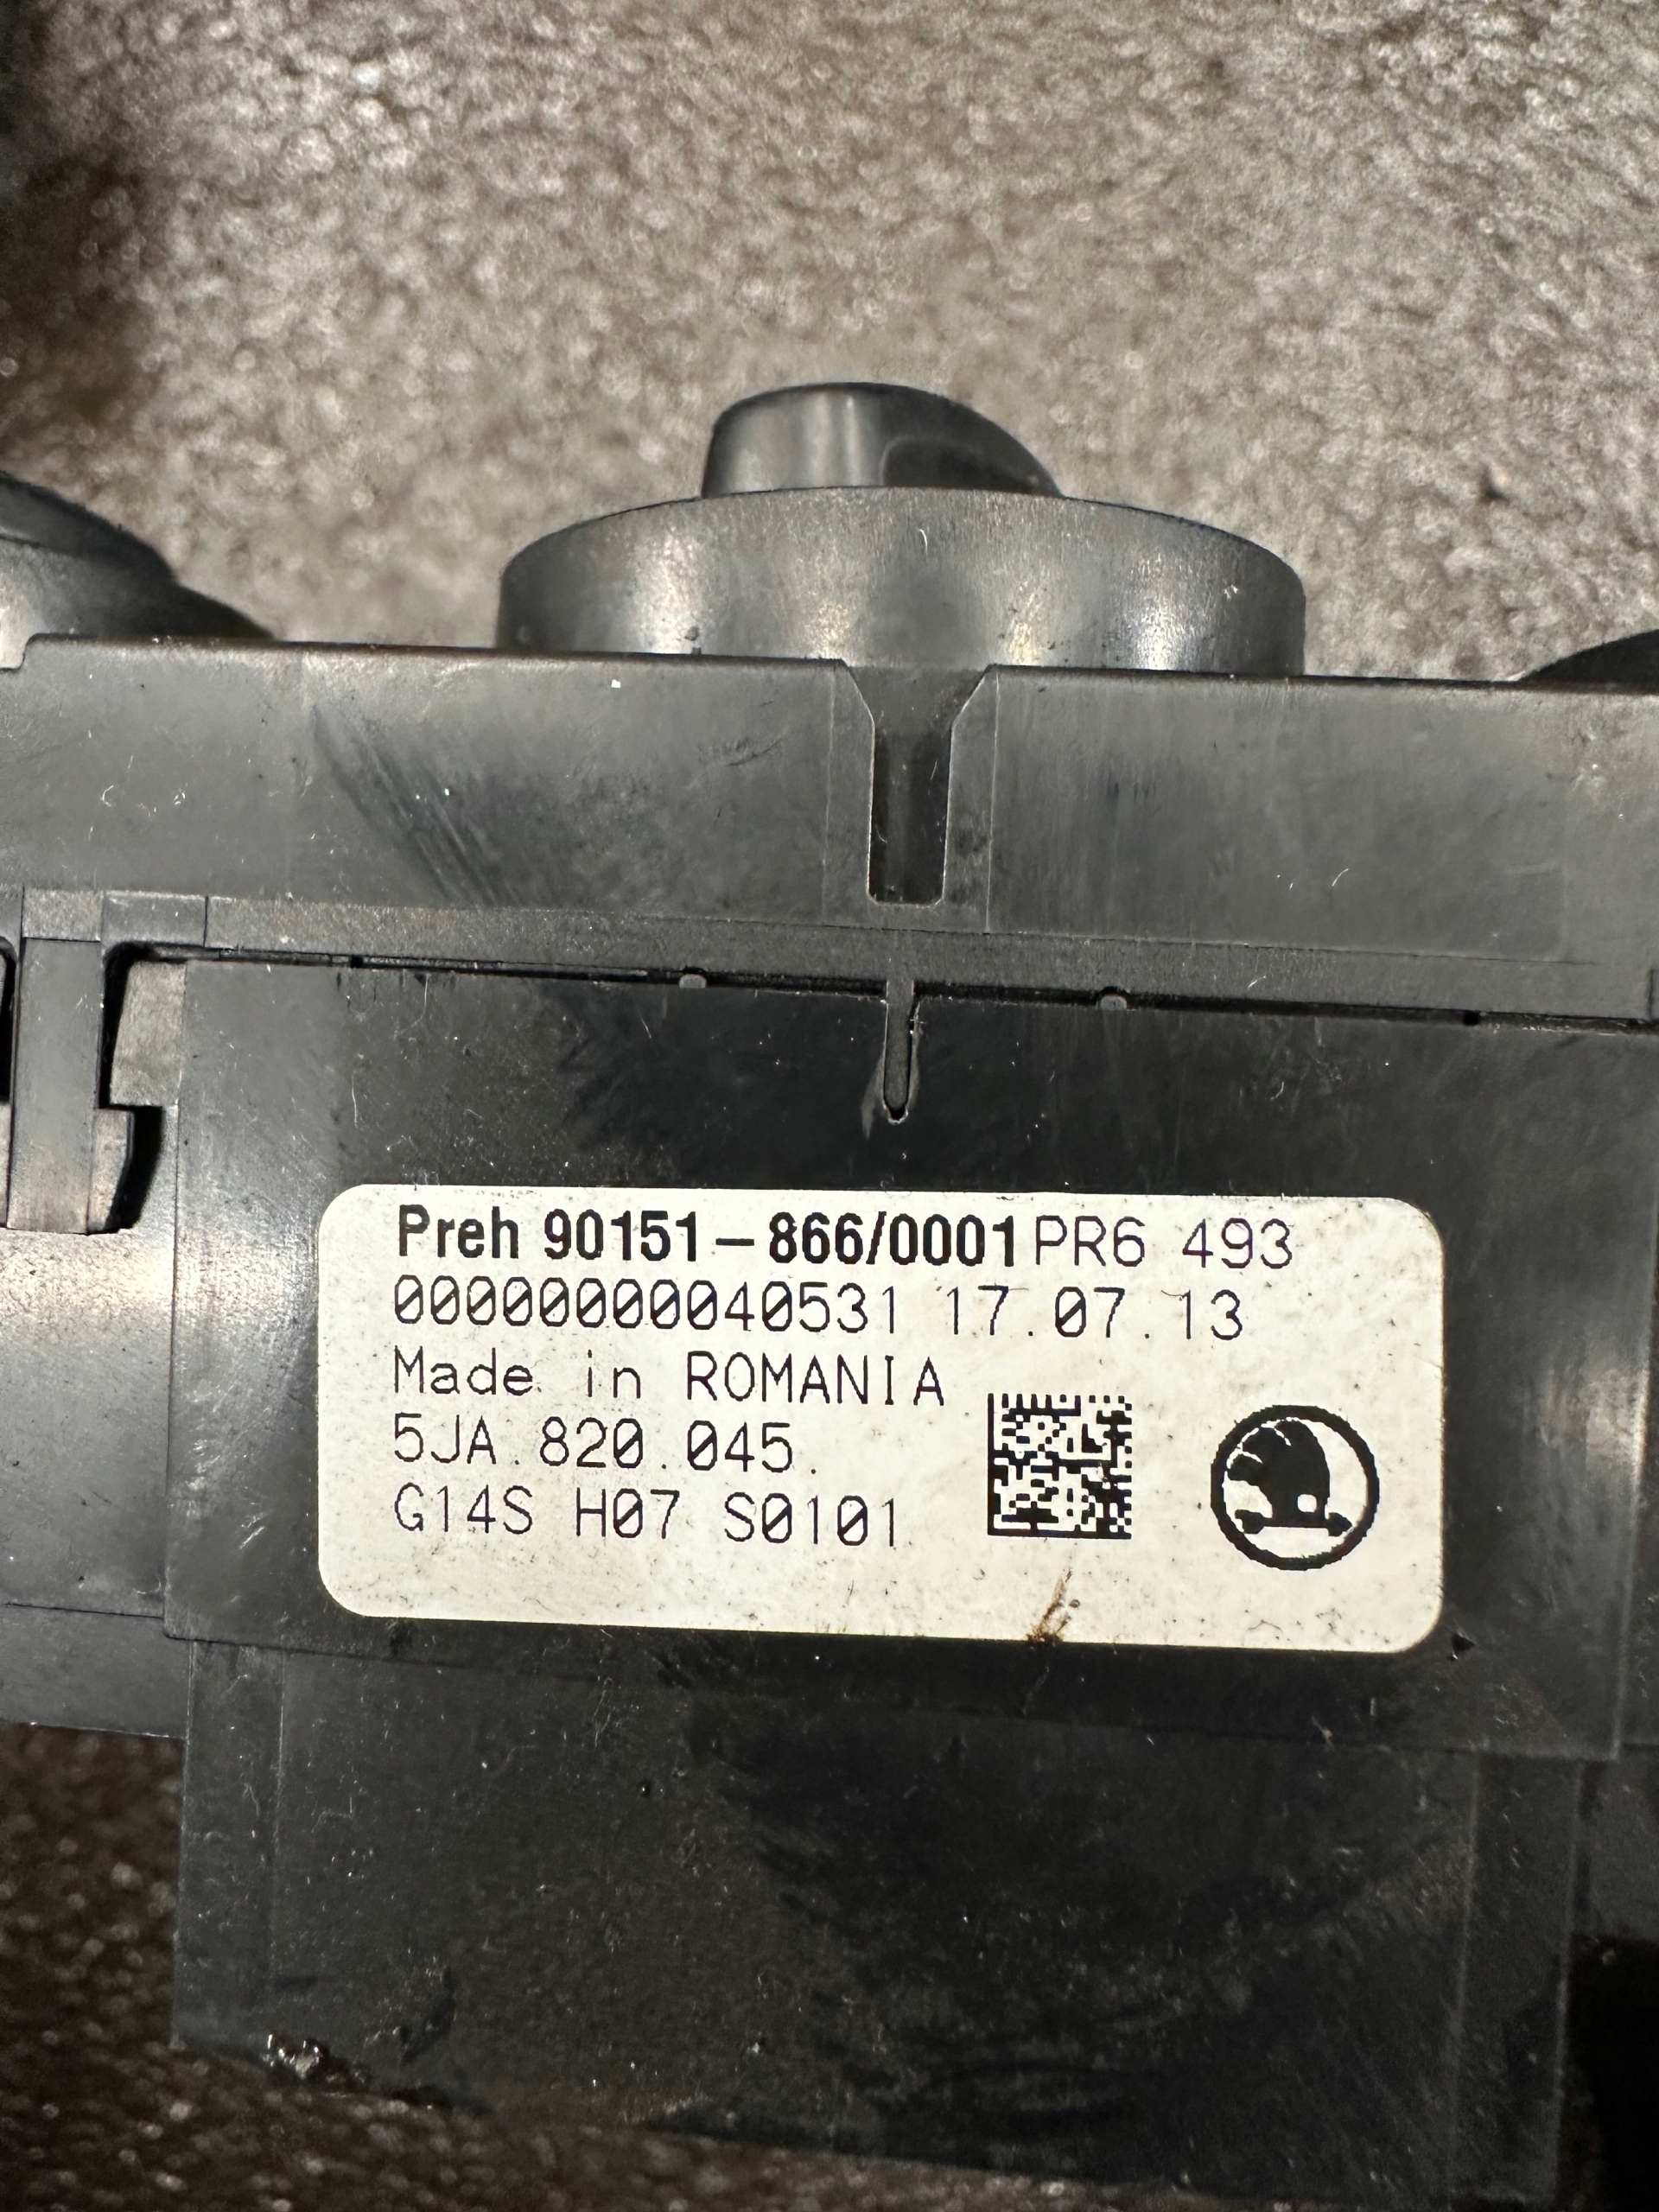 Preh 90151-866/0001 PR6 493
00000000040531 17.07.13
Made in ROMANIA
5JA.820.045.
G14S H07 S0101